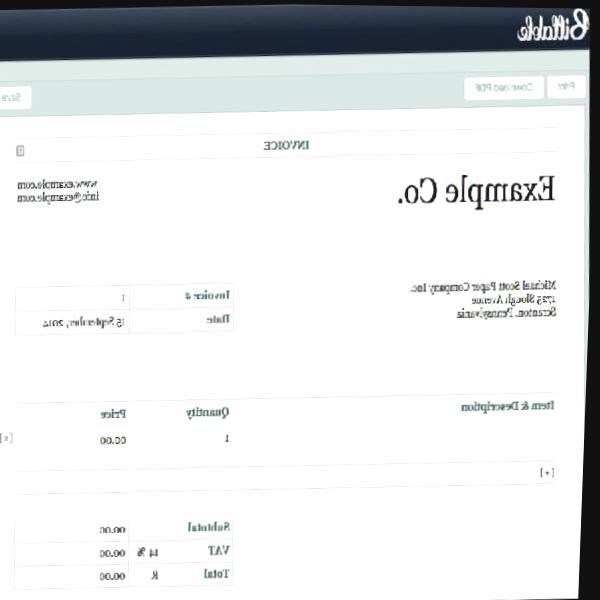 Billable
Print Download PDF Save
INVOICE
Example Co.
www.example.com
info@example.com
Michael Scott Paper Company Inc.
1725 Slough Avenue
Scranton, Pennsylvania
Invoice # 1
Date 15 September, 2014
Item & Description Quantity Price
1 00.00 [x]
[+]
Subtotal 00.00
VAT 14 % 00.00
Total R 00.00